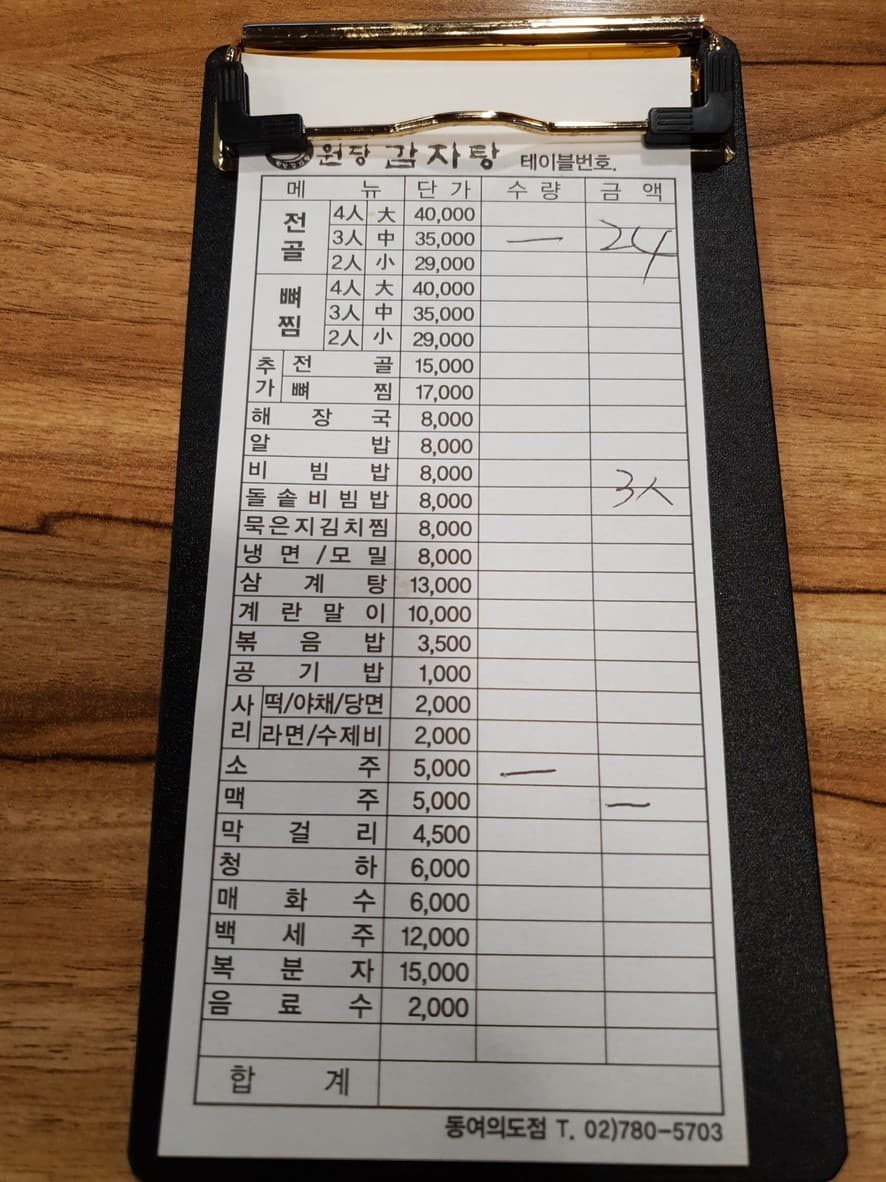 원당 감자탕 테이블번호.
메 뉴 단 가 수 량 금 액
전골 4人 大 40,000
3人 中 35,000 一 24
2人 小 29,000
뼈찜 4人 大 40,000
3人 中 35,000
2人 小 29,000
추가 전 골 15,000
뼈 찜 17,000
해 장 국 8,000
알 밥 8,000
비 빔 밥 8,000
돌솥비빔밥 8,000 3人
묵은지김치찜 8,000
냉 면 /모 밀 8,000
삼 계 탕 13,000
계 란 말 이 10,000
볶 음 밥 3,500
공 기 밥 1,000
사리 떡/야채/당면 2,000
라면/수제비 2,000
소 주 5,000 一
맥 주 5,000 一
막 걸 리 4,500
청 하 6,000
매 화 수 6,000
백 세 주 12,000
복 분 자 15,000
음 료 수 2,000
합 계
동여의도점 T. 02)780-5703